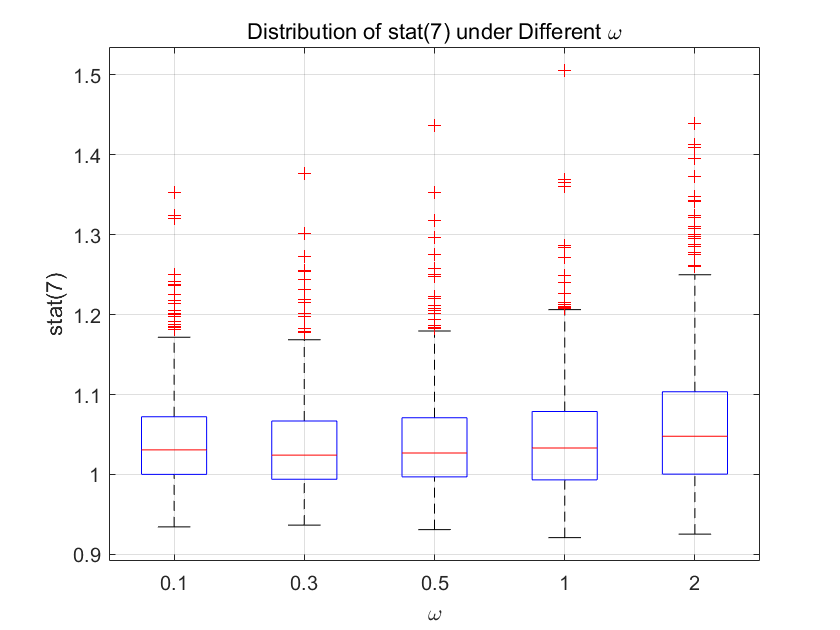 Distribution of stat(7) under Different ω
1.5
1.4
1.3
1.2
1.1
1
0.9
stat(7)
0.1 0.3 0.5 1 2
ω